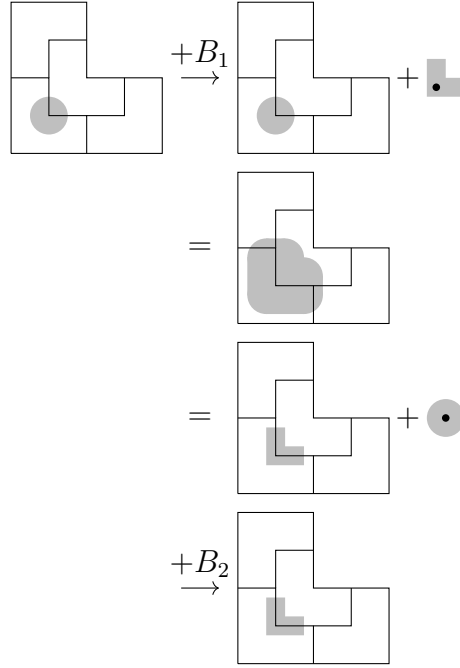 +B₁ → +
=
= +
+B₂ →